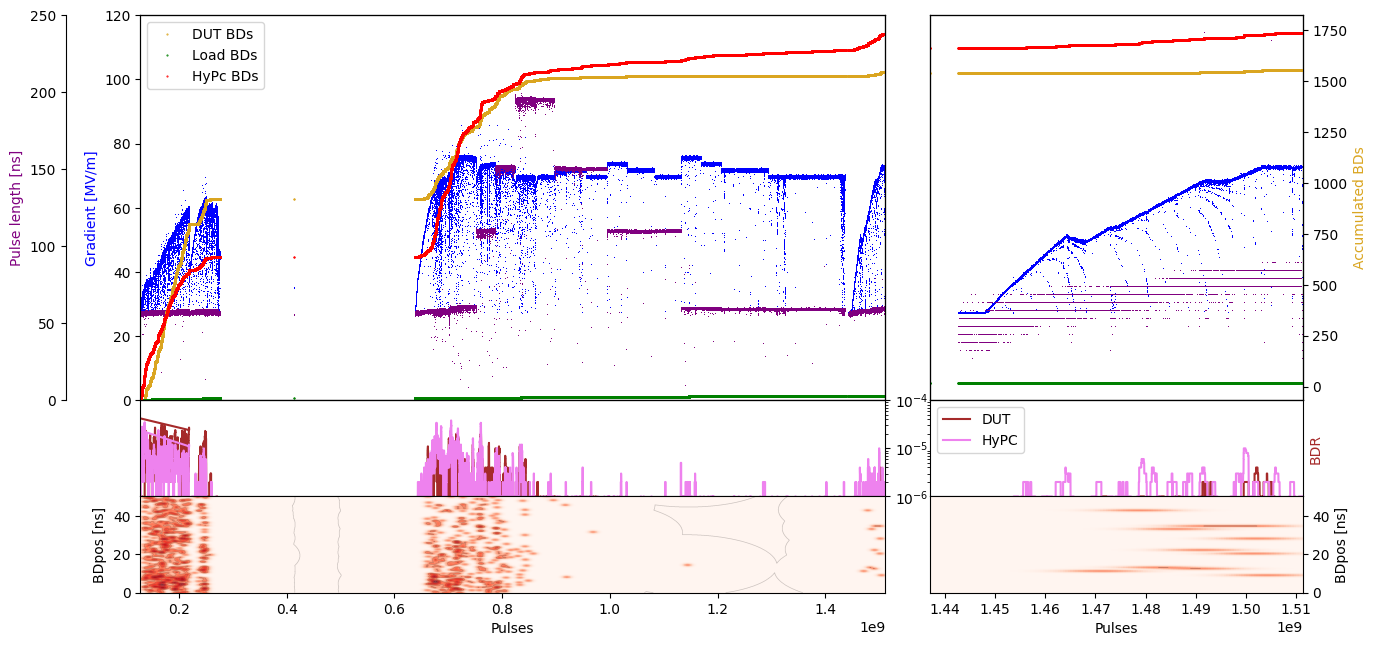 250
200
150
100
50
0
Pulse length [ns]
120
100
80
60
40
20
0
Gradient [MV/m]
DUT BDs
Load BDs
HyPc BDs
1750
1500
1250
1000
750
500
250
0
Accumulated BDs
10⁻⁴
10⁻⁵
10⁻⁶
DUT
HyPC
BDR
40
20
0
BDpos [ns]
40
20
0
BDpos [ns]
0.2 0.4 0.6 0.8 1.0 1.2 1.4
Pulses
1e9
1.44 1.45 1.46 1.47 1.48 1.49 1.50 1.51
Pulses
1e9